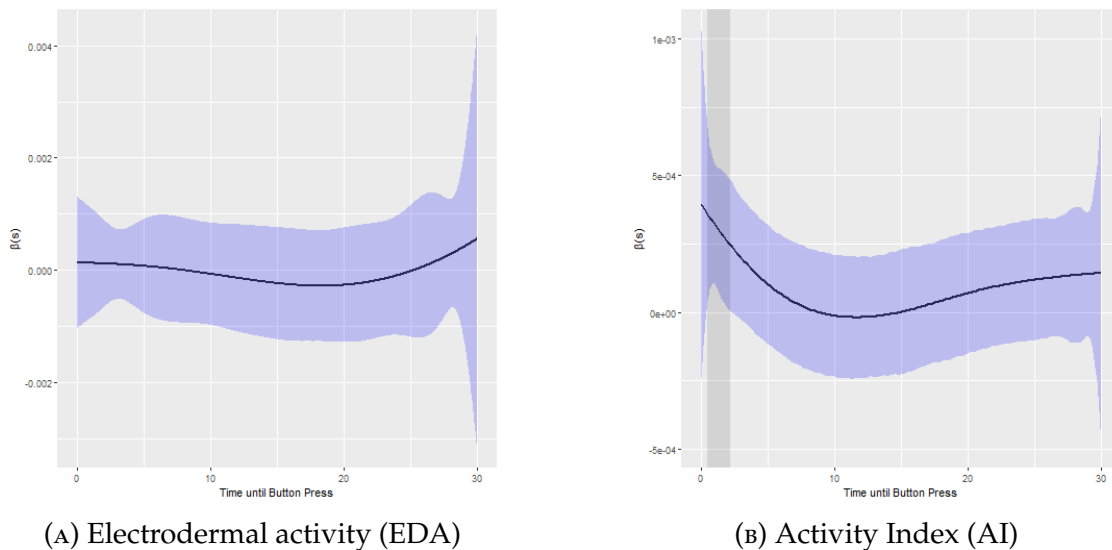 0.004
0.002
0.000
-0.002
β(s)
0
10
20
30
Time until Button Press
(A) Electrodermal activity (EDA)
1e-03
5e-04
0e+00
-5e-04
β(s)
0
10
20
30
Time until Button Press
(B) Activity Index (AI)